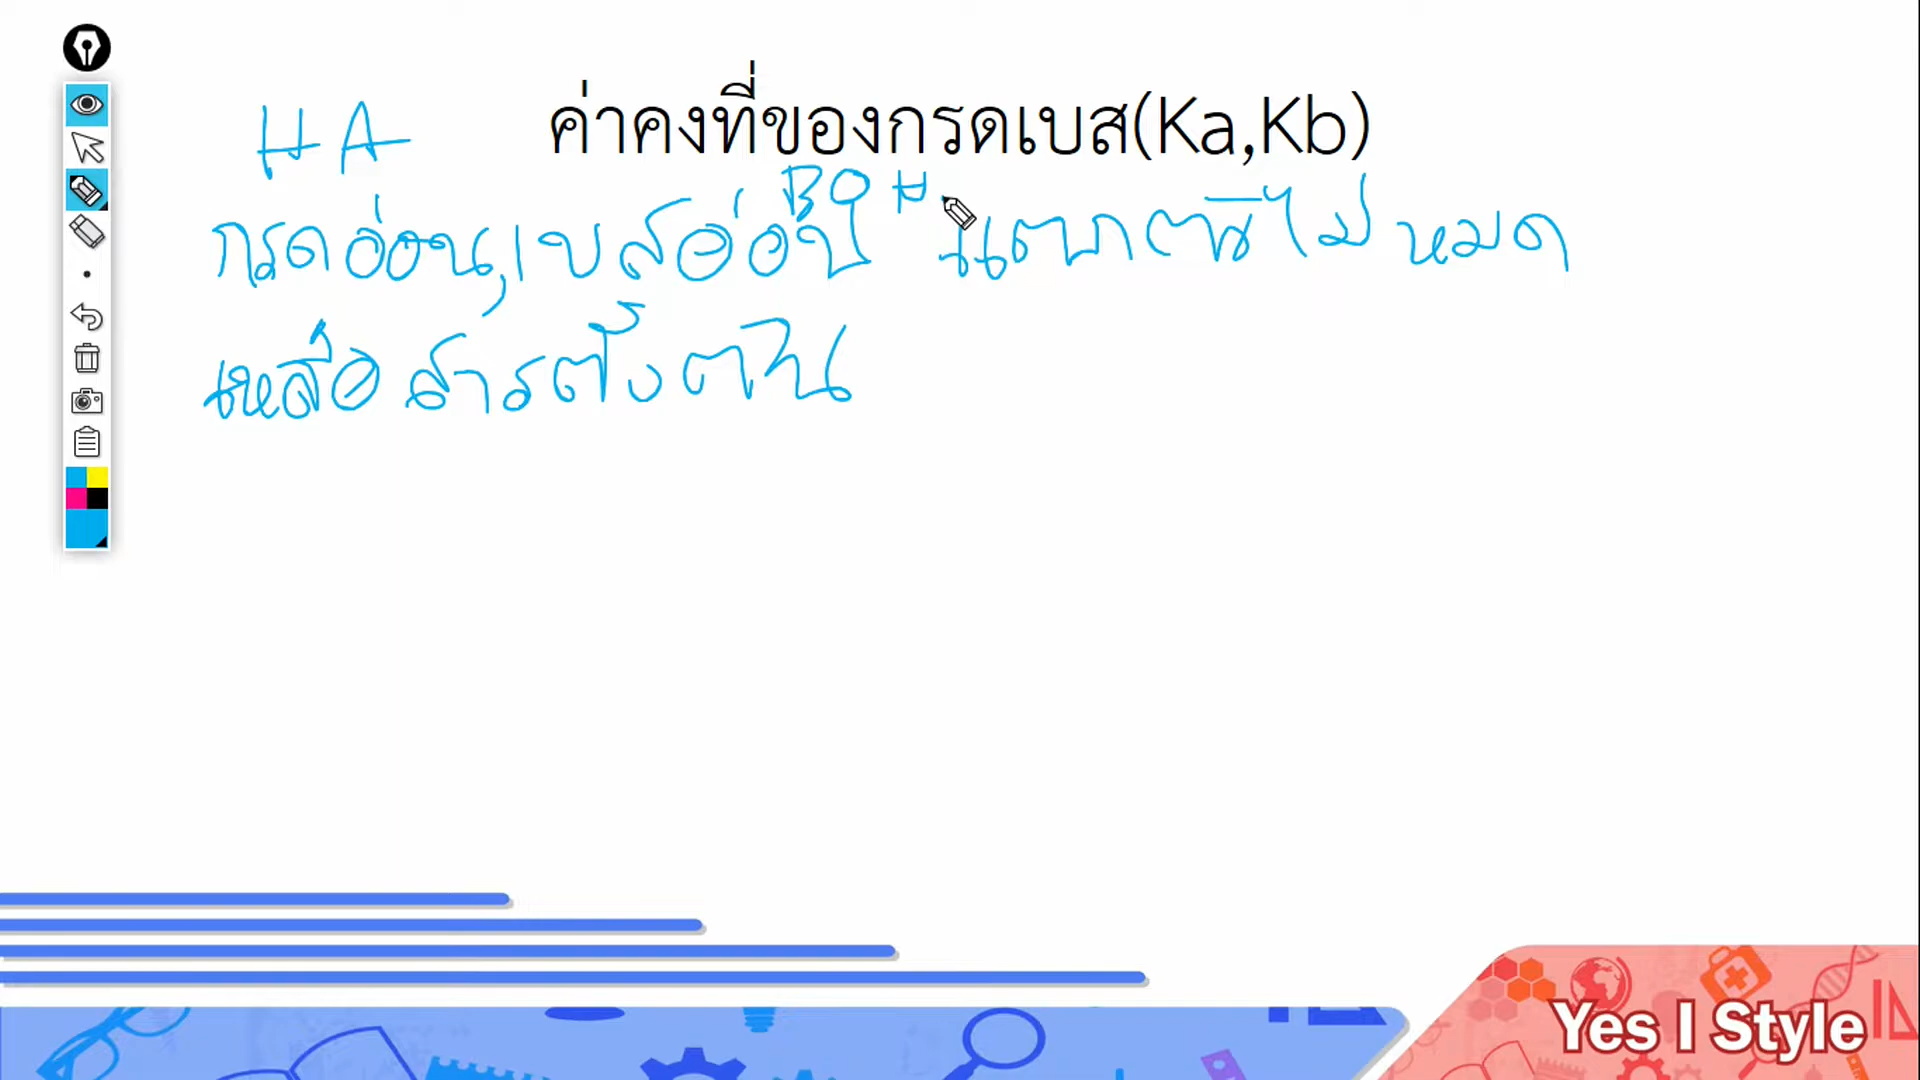 ค่าคงที่ของกรดเบส(Ka,Kb)
HA
BOH
กรดอ่อน,เบสอ่อน แตกตัวไม่หมด
เหลือสารตั้งต้น
Yes I Style